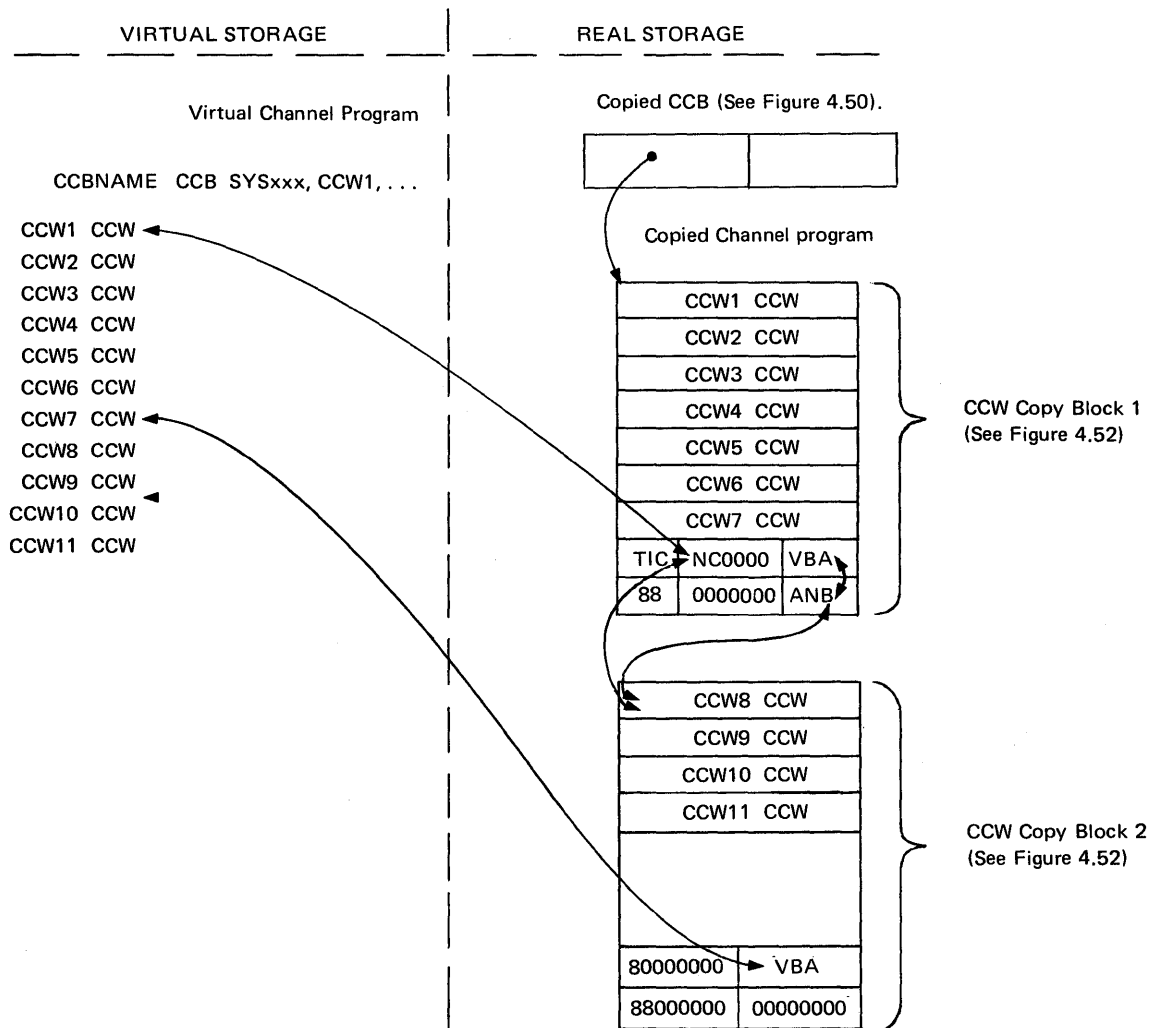 VIRTUAL STORAGE
REAL STORAGE
Virtual Channel Program
Copied CCB (See Figure 4.50).
CCBNAME CCB SYSxxx, CCW1, ...
CCW1 CCW
CCW2 CCW
CCW3 CCW
CCW4 CCW
CCW5 CCW
CCW6 CCW
CCW7 CCW
CCW8 CCW
CCW9 CCW
CCW10 CCW
CCW11 CCW
Copied Channel program
CCW1 CCW
CCW2 CCW
CCW3 CCW
CCW4 CCW
CCW5 CCW
CCW6 CCW
CCW7 CCW
TIC NC0000 VBA
88 0000000 ANB
CCW Copy Block 1
(See Figure 4.52)
CCW8 CCW
CCW9 CCW
CCW10 CCW
CCW11 CCW
80000000 VBA
88000000 00000000
CCW Copy Block 2
(See Figure 4.52)